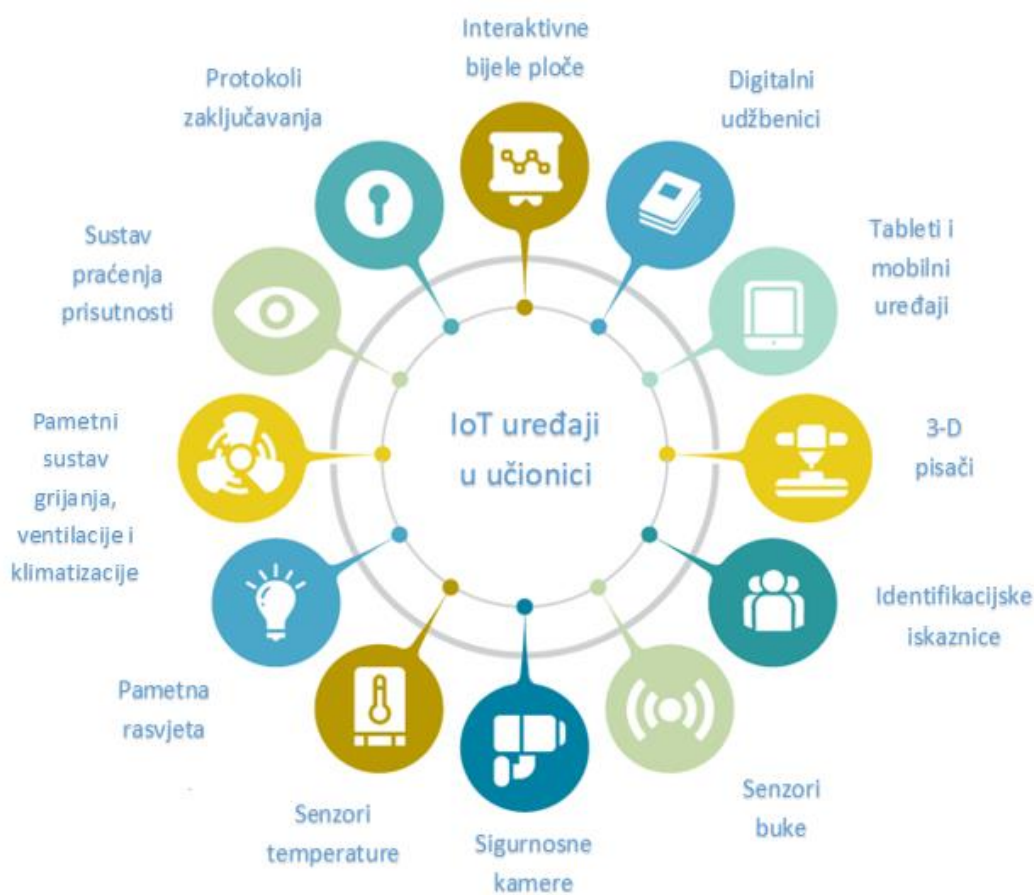 Interaktivne
bijele ploče
Digitalni
udžbenici
Tableti i
mobilni
uređaji
3-D
pisači
Identifikacijske
iskaznice
Senzori
buke
Sigurnosne
kamere
Senzori
temperature
Pametna
rasvjeta
Pametni
sustav
grijanja,
ventilacije i
klimatizacije
Sustav
praćenja
prisutnosti
Protokoli
zaključavanja
IoT uređaji
u učionici